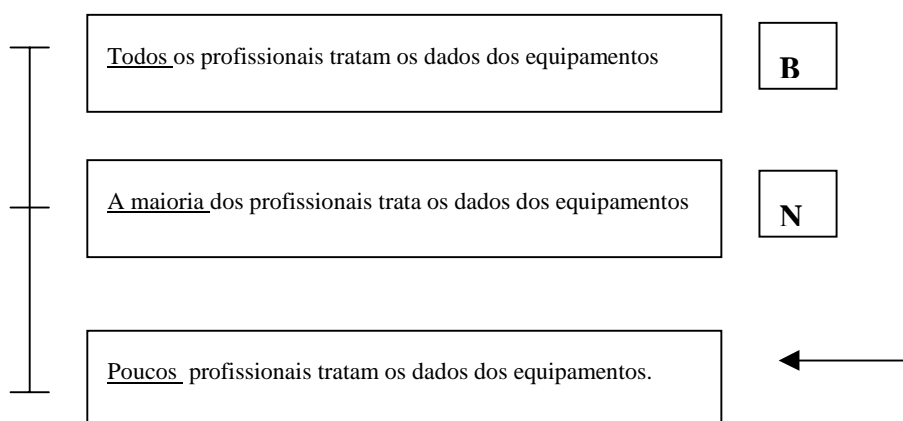 Todos os profissionais tratam os dados dos equipamentos
B
A maioria dos profissionais trata os dados dos equipamentos
N
Poucos profissionais tratam os dados dos equipamentos.